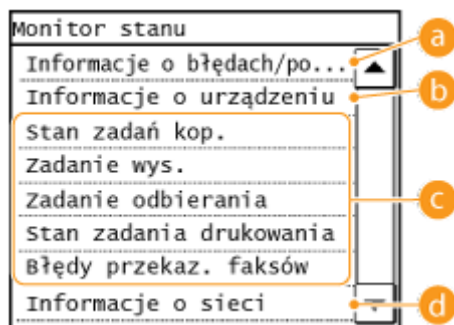 Monitor stanu
Informacje o błędach/po... a
Informacje o urządzeniu b
Stan zadań kop.
Zadanie wys.
Zadanie odbierania c
Stan zadania drukowania
Błędy przekaz. faksów
Informacje o sieci d